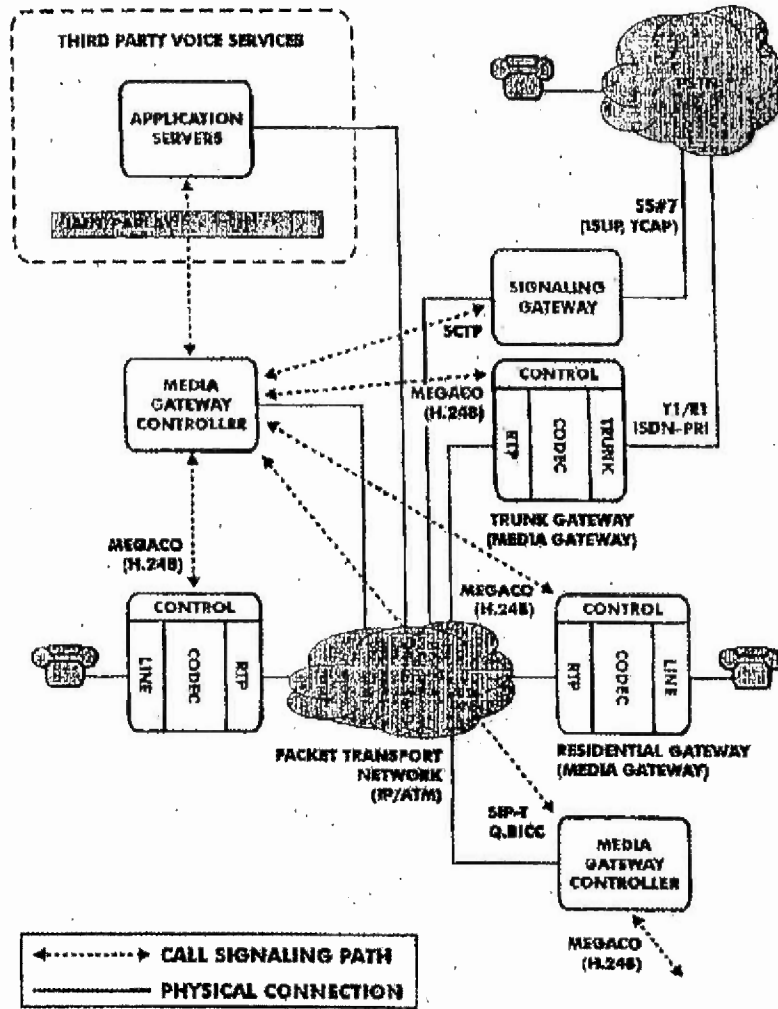 THIRD PARTY VOICE SERVICES
APPLICATION
SERVERS
PSTN
SS#7
(ISUP, TCAP)
SIGNALING
GATEWAY
SCTP
MEDIA
GATEWAY
CONTROLLER
MEGACO
(H.248)
CONTROL
RTP
CODEC
TRUNK
T1/E1
ISDN-PRI
TRUNK GATEWAY
(MEDIA GATEWAY)
MEGACO
(H.248)
CONTROL
LINE
CODEC
RTP
MEGACO
(H.248)
CONTROL
RTP
CODEC
LINE
PACKET TRANSPORT
NETWORK
(IP/ATM)
RESIDENTIAL GATEWAY
(MEDIA GATEWAY)
SIP-T
Q.BICC
MEDIA
GATEWAY
CONTROLLER
MEGACO
(H.248)
CALL SIGNALING PATH
PHYSICAL CONNECTION